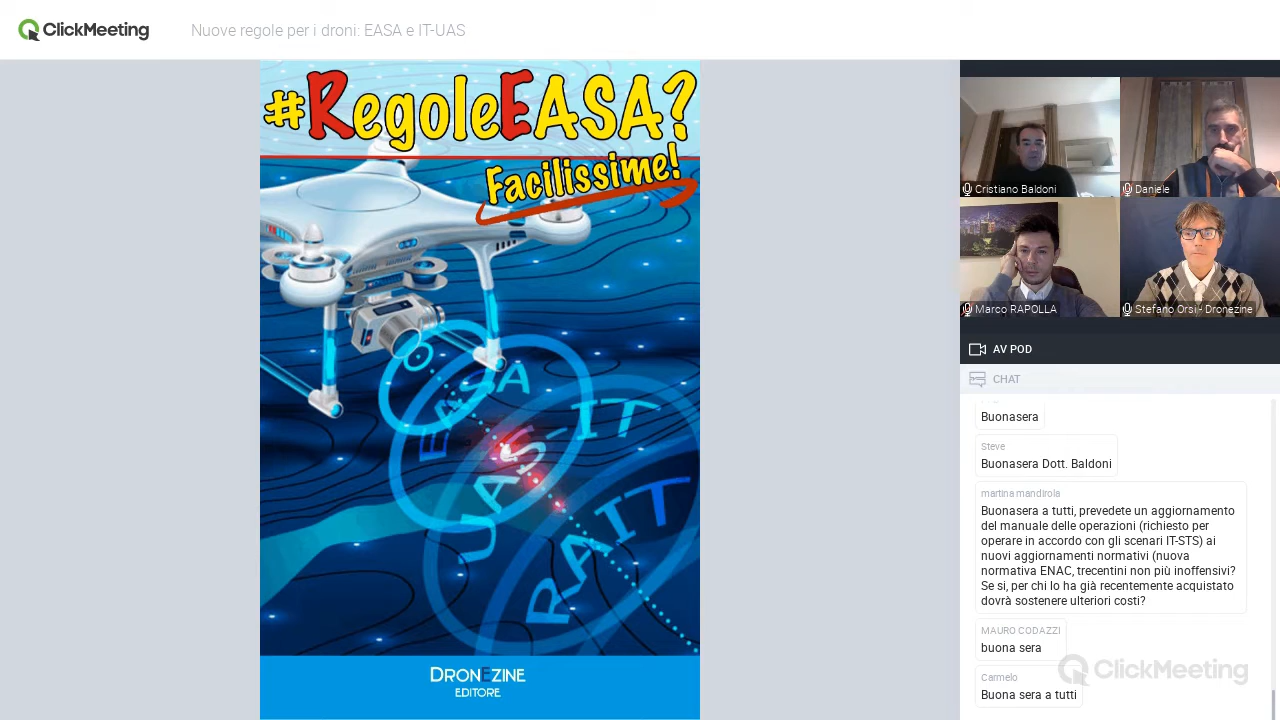 ClickMeeting
Nuove regole per i droni: EASA e IT-UAS
#RegoleEASA?
Facilissime!
EASA
UAS-IT
RAIT
DRONEZINE
EDITORE
Cristiano Baldoni
Daniele
Marco RAPOLLA
Stefano Orsi - Dronezine
AV POD
CHAT
Buonasera
Steve
Buonasera Dott. Baldoni
martina mandirola
Buonasera a tutti, prevedete un aggiornamento
del manuale delle operazioni (richiesto per
operare in accordo con gli scenari IT-STS) ai
nuovi aggiornamenti normativi (nuova
normativa ENAC, trecentini non più inoffensivi?
Se si, per chi lo ha già recentemente acquistato
dovrà sostenere ulteriori costi?
MAURO CODAZZI
buona sera
Carmelo
Buona sera a tutti
ClickMeeting